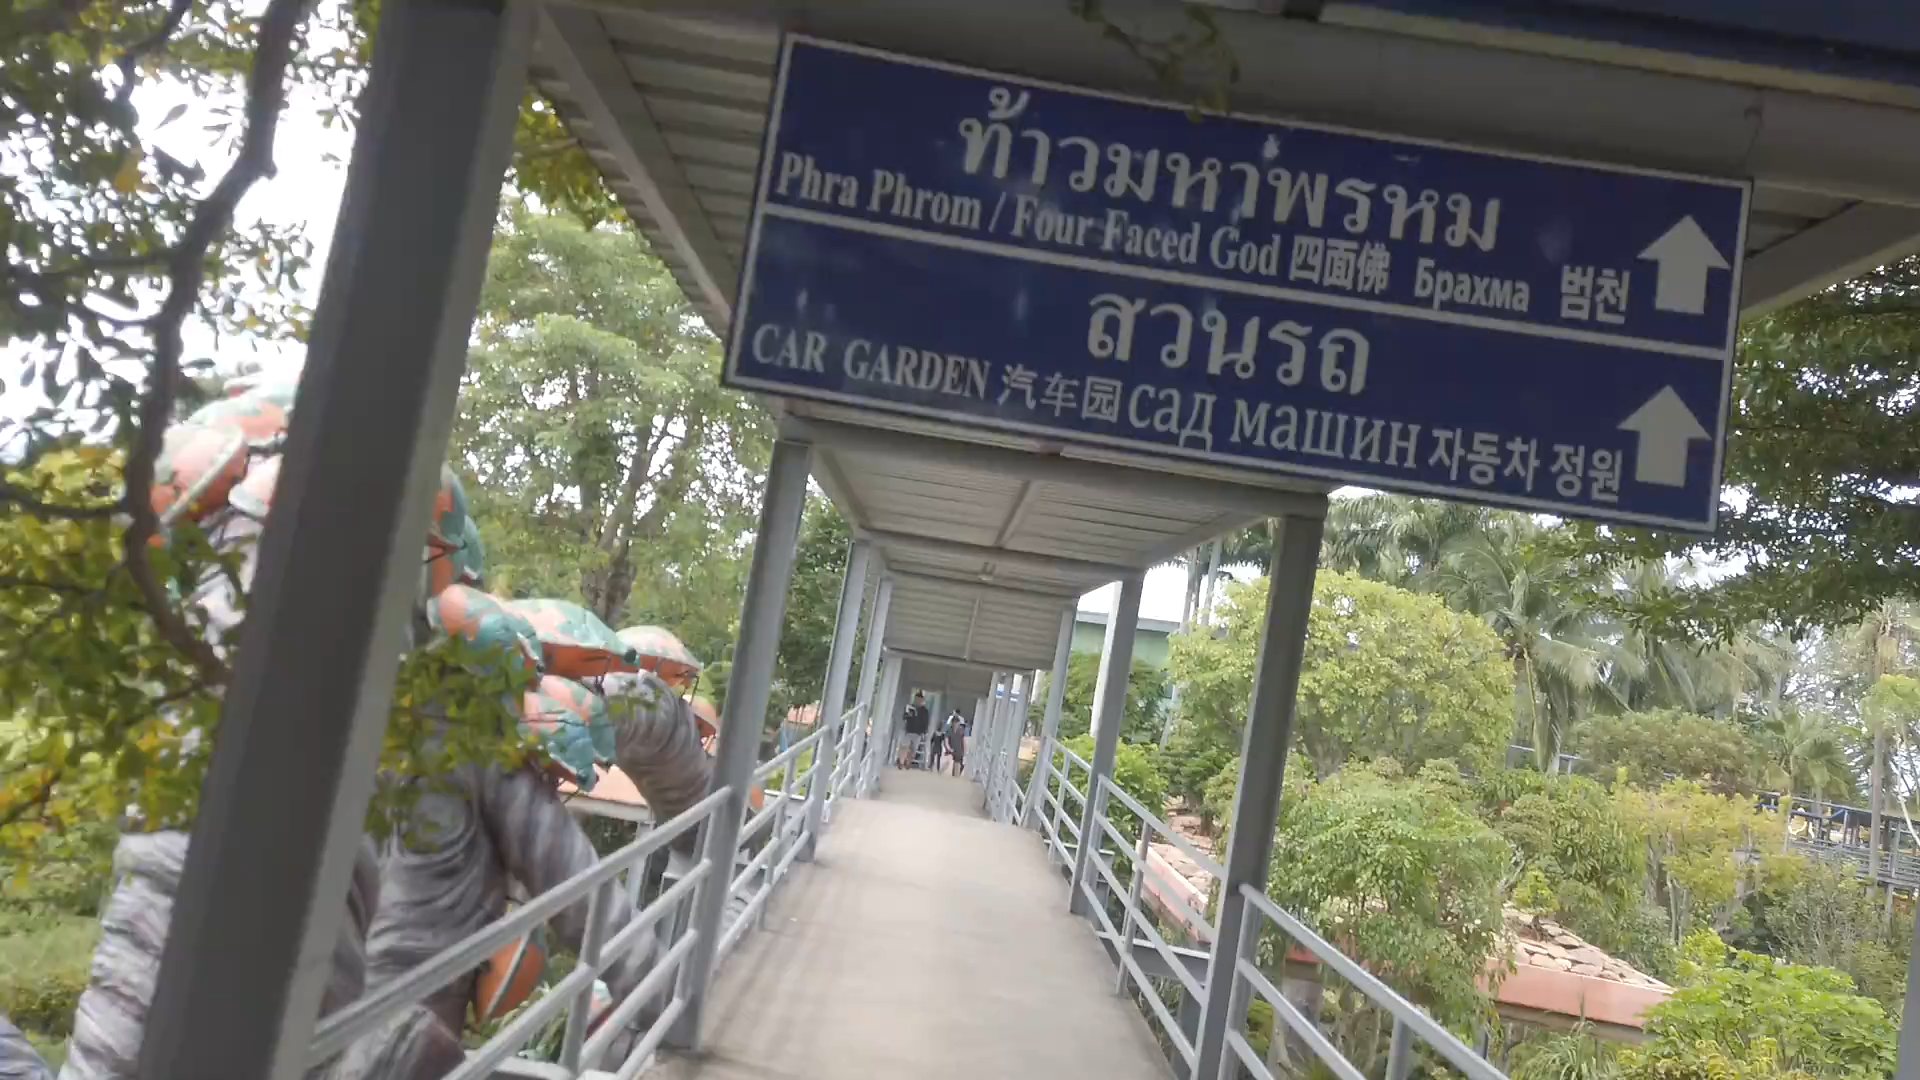 ท้าวมหาพรหม
Phra Phrom / Four Faced God 四面佛 Брахма 범천
สวนรถ
CAR GARDEN 汽车园 сад машин 자동차 정원